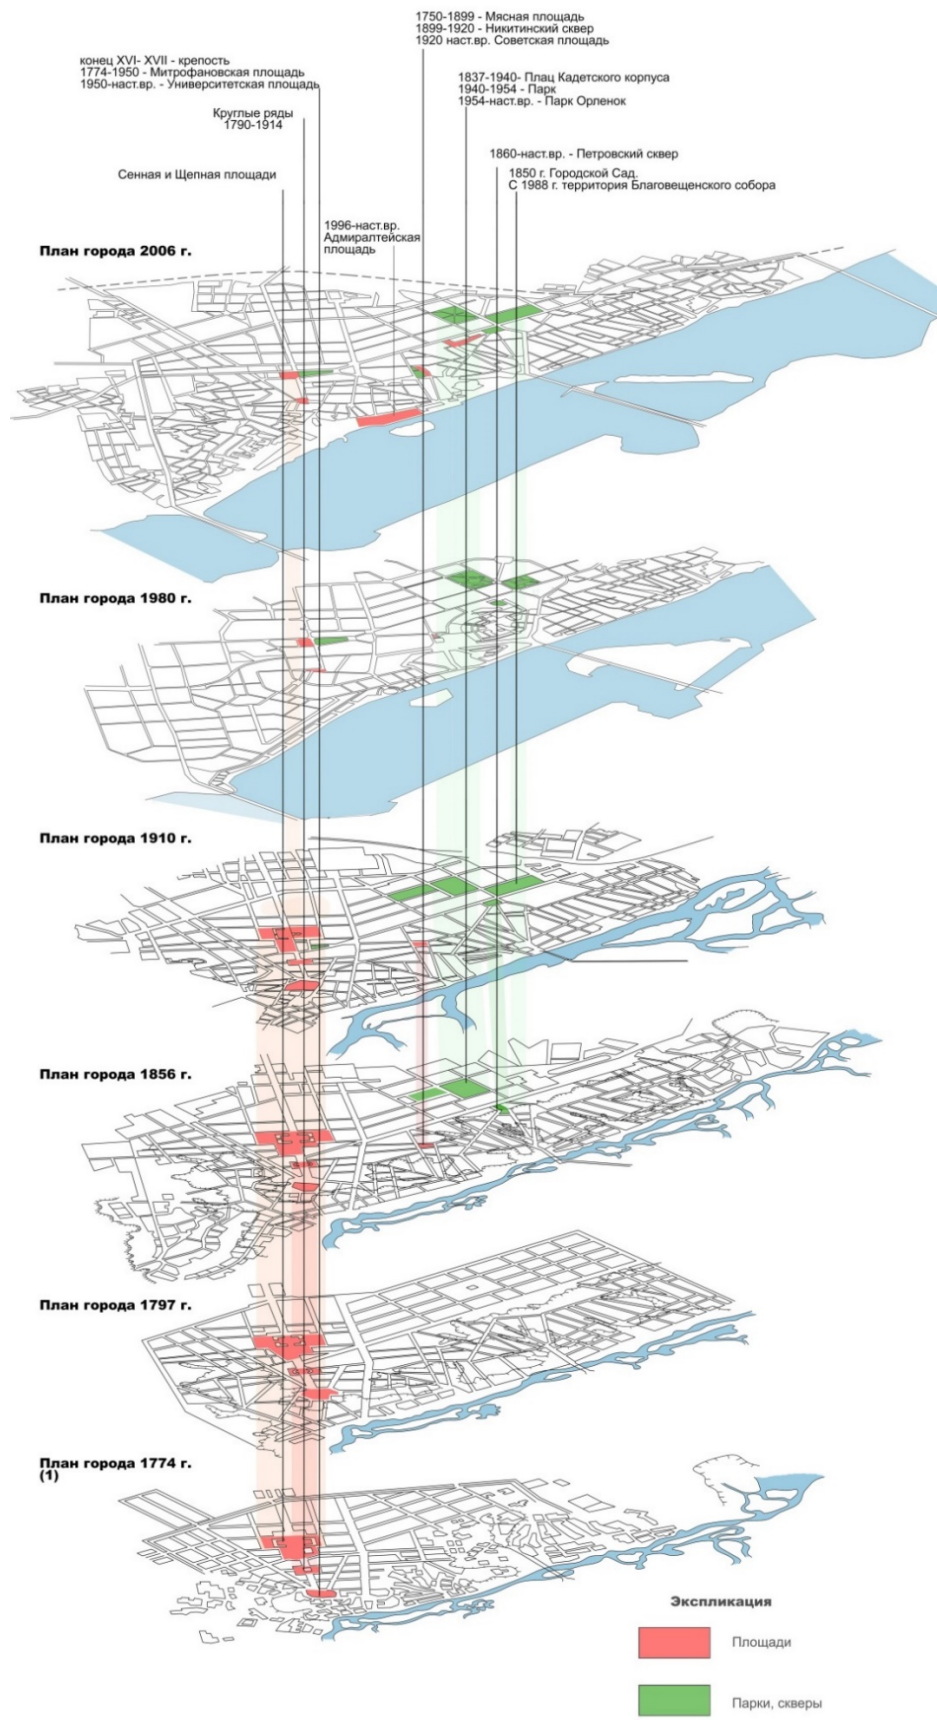 1750-1899 - Мясная площадь
1899-1920 - Никитинский сквер
1920 наст.вр. Советская площадь
конец XVI- XVII - крепость
1774-1950 - Митрофановская площадь
1950-наст.вр. - Университетская площадь
1837-1940- Плац Кадетского корпуса
1940-1954 - Парк
1954-наст.вр. - Парк Орленок
Круглые ряды
1790-1914
1860-наст.вр. - Петровский сквер
Сенная и Щепная площади
1850 г. Городской Сад.
С 1988 г. территория Благовещенского собора
1996-наст.вр.
Адмиралтейская
площадь
План города 2006 г.
План города 1980 г.
План города 1910 г.
План города 1856 г.
План города 1797 г.
План города 1774 г.
(1)
Экспликация
Площади
Парки, скверы